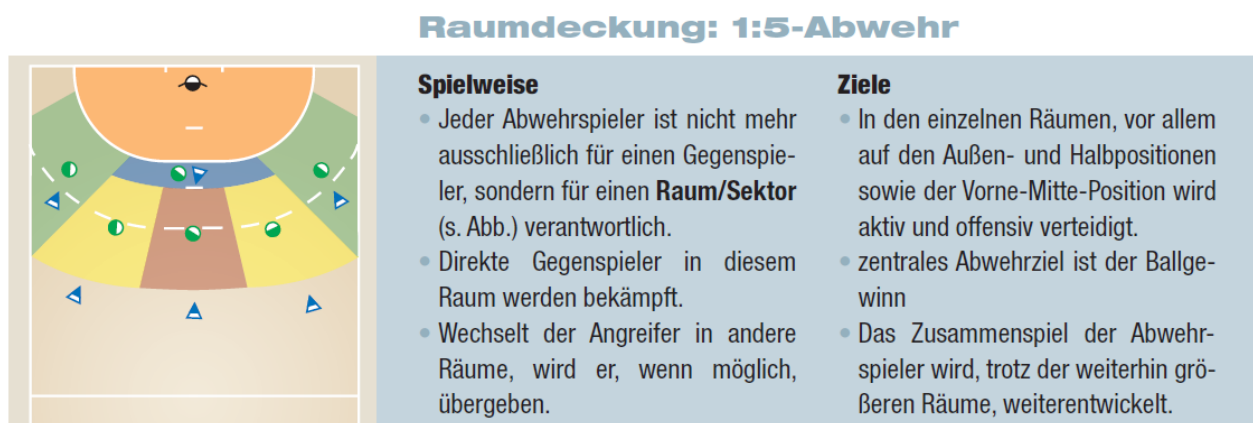 Raumdeckung: 1:5-Abwehr
Spielweise
• Jeder Abwehrspieler ist nicht mehr
ausschließlich für einen Gegenspie-
ler, sondern für einen Raum/Sektor
(s. Abb.) verantwortlich.
• Direkte Gegenspieler in diesem
Raum werden bekämpft.
• Wechselt der Angreifer in andere
Räume, wird er, wenn möglich,
übergeben.
Ziele
• In den einzelnen Räumen, vor allem
auf den Außen- und Halbpositionen
sowie der Vorne-Mitte-Position wird
aktiv und offensiv verteidigt.
• zentrales Abwehrziel ist der Ballge-
winn
• Das Zusammenspiel der Abwehr-
spieler wird, trotz der weiterhin grö-
ßeren Räume, weiterentwickelt.